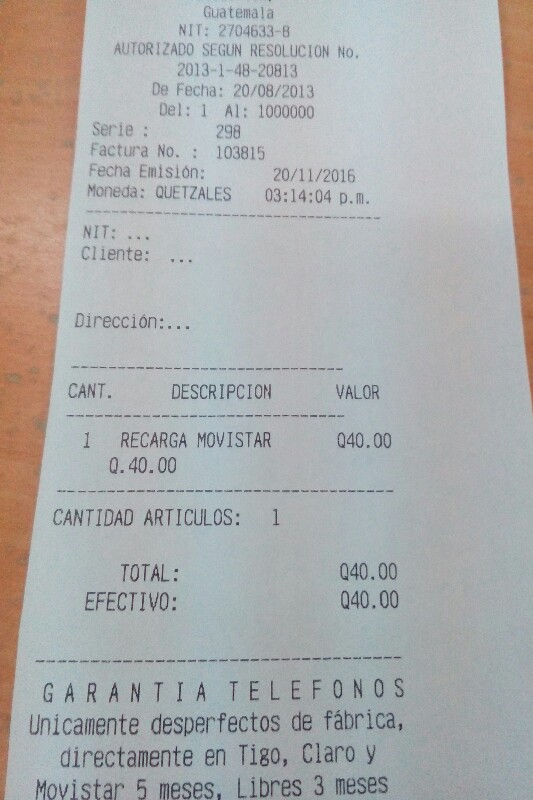 Guatemala
NIT: 2704633-8
AUTORIZADO SEGUN RESOLUCION No.
2013-1-48-20813
De Fecha: 20/08/2013
Del: 1 Al: 1000000
Serie : 298
Factura No. : 103815
Fecha Emisión: 20/11/2016
Moneda: QUETZALES 03:14:04 p.m.
NIT: ...
Cliente: ...
Dirección:...
CANT. DESCRIPCION VALOR
1 RECARGA MOVISTAR Q40.00
Q.40.00
CANTIDAD ARTICULOS: 1
TOTAL: Q40.00
EFECTIVO: Q40.00
GARANTIA TELEFONOS
Unicamente desperfectos de fábrica,
directamente en Tigo, Claro y
Movistar 5 meses, Libres 3 meses